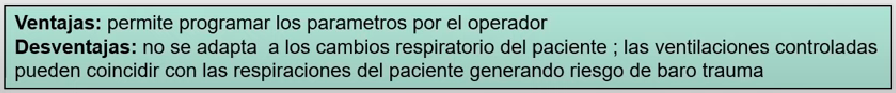 Ventajas: permite programar los parametros por el operador
Desventajas: no se adapta a los cambios respiratorio del paciente ; las ventilaciones controladas
pueden coincidir con las respiraciones del paciente generando riesgo de baro trauma